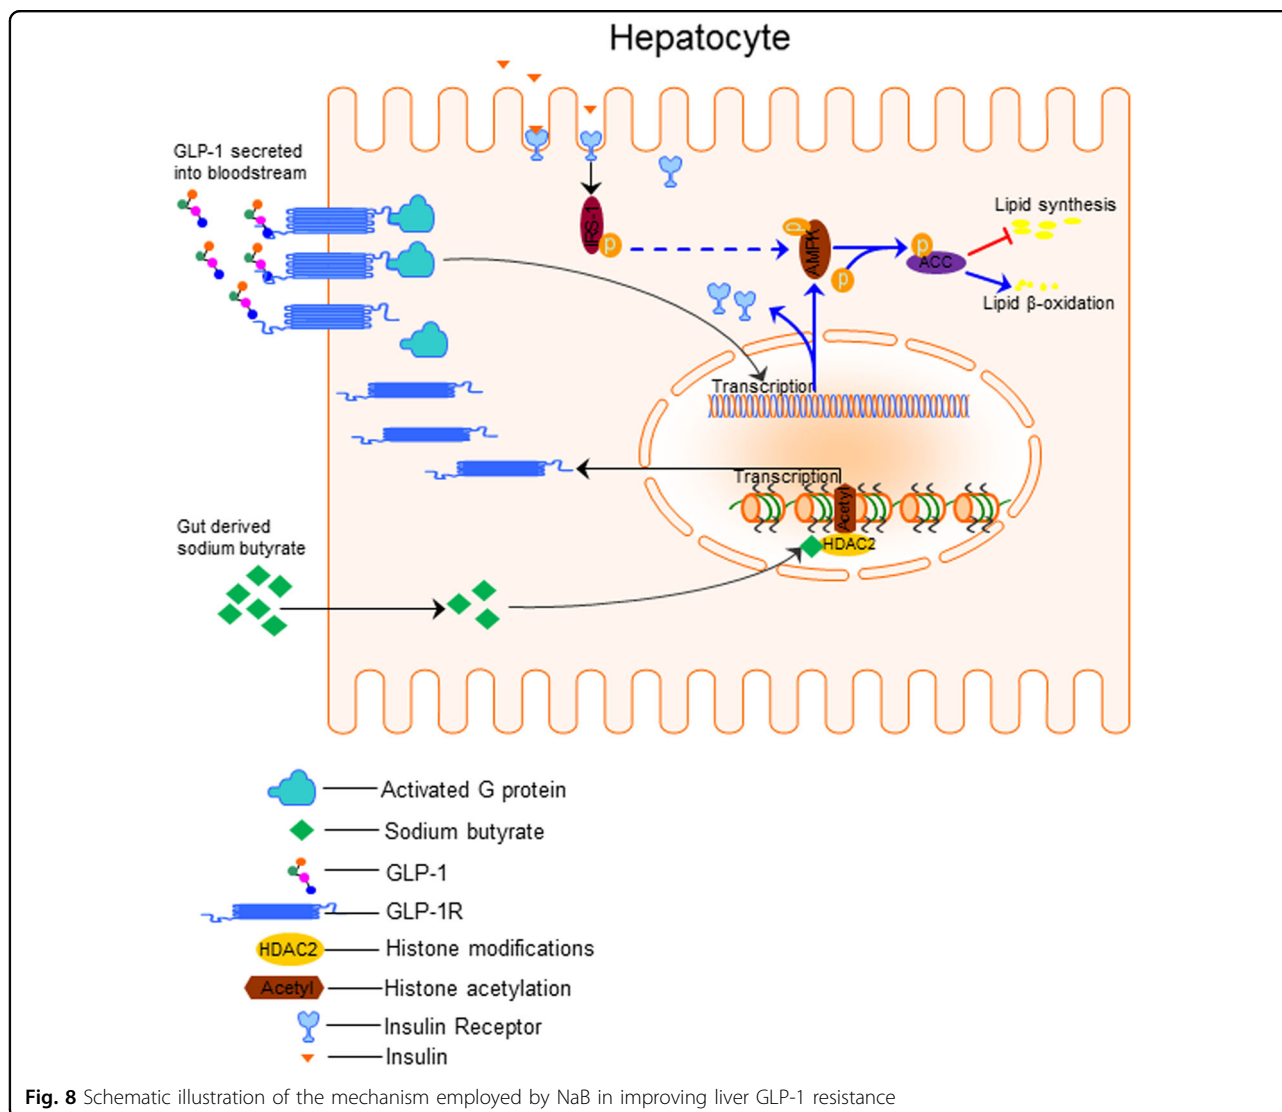 Hepatocyte
GLP-1 secreted
into bloodstream
IRS-1
p
p
AMPK
p
p
ACC
Lipid synthesis
Lipid β-oxidation
Transcription
Transcription
Acetyl
HDAC2
Gut derived
sodium butyrate
Activated G protein
Sodium butyrate
GLP-1
GLP-1R
HDAC2
Histone modifications
Acetyl
Histone acetylation
Insulin Receptor
Insulin
Fig. 8 Schematic illustration of the mechanism employed by NaB in improving liver GLP-1 resistance